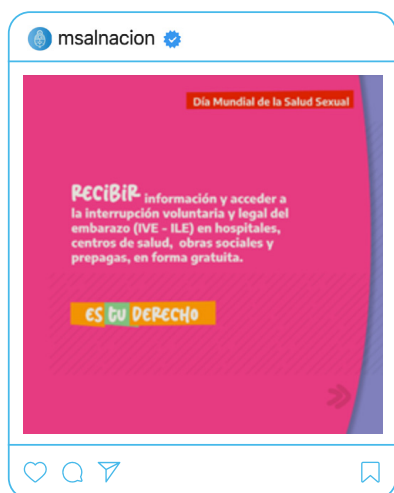 msalnacion
Día Mundial de la Salud Sexual
RECIBIR información y acceder a
la interrupción voluntaria y legal del
embarazo (IVE - ILE) en hospitales,
centros de salud, obras sociales y
prepagas, en forma gratuita.
ES tU DERECHO